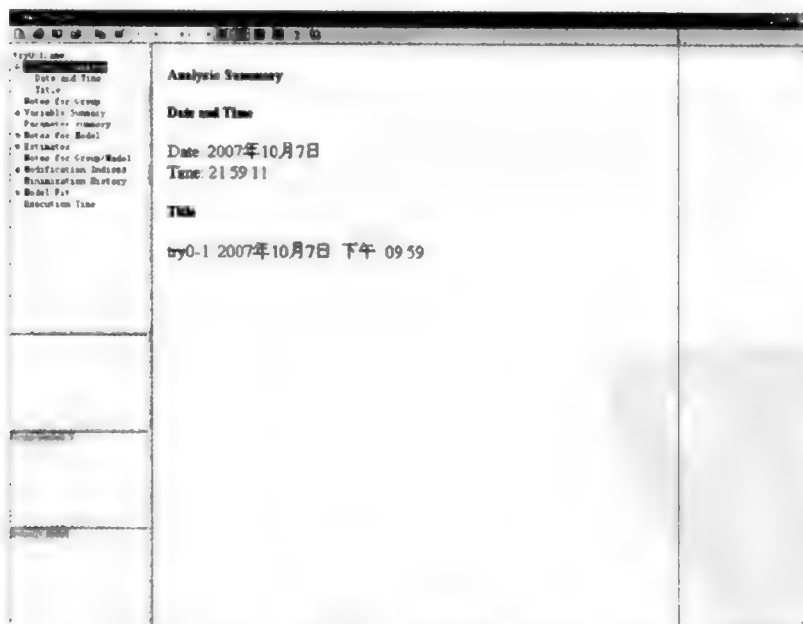 try0-1.amw
Date and Time
Title
Notes for Group
Variable Summary
Parameter summary
Notes for Model
Estimates
Notes for Group/Model
Modification Indices
Minimization History
Model Fit
Execution Time
Analysis Summary
Date and Time
Date: 2007年10月7日
Time: 21:59:11
Title
try0-1: 2007年10月7日 下午 09:59